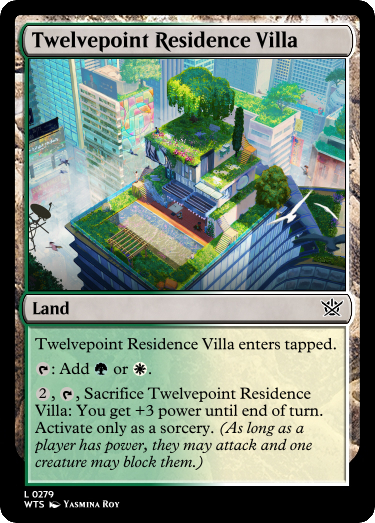 Twelvepoint Residence Villa
Land
Twelvepoint Residence Villa enters tapped.
: Add or .
2, , Sacrifice Twelvepoint Residence
Villa: You get +3 power until end of turn.
Activate only as a sorcery. (As long as a
player has power, they may attack and one
creature may block them.)
L 0279
WTS Yasmina Roy